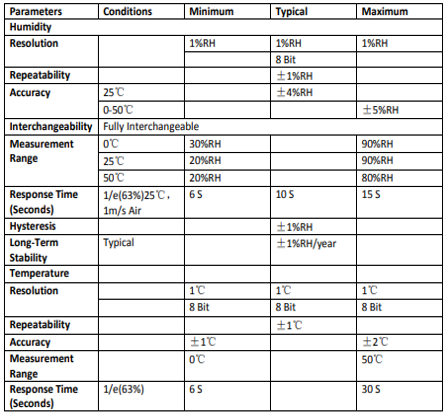 Parameters Conditions Minimum Typical Maximum
Humidity
Resolution 1%RH 1%RH 1%RH
8 Bit
Repeatability ±1%RH
Accuracy 25℃ ±4%RH
0-50℃ ±5%RH
Interchangeability Fully Interchangeable
Measurement 0℃ 30%RH 90%RH
Range 25℃ 20%RH 90%RH
50℃ 20%RH 80%RH
Response Time 1/e(63%)25℃， 6 S 10 S 15 S
(Seconds) 1m/s Air
Hysteresis ±1%RH
Long-Term Typical ±1%RH/year
Stability
Temperature
Resolution 1℃ 1℃ 1℃
8 Bit 8 Bit 8 Bit
Repeatability ±1℃
Accuracy ±1℃ ±2℃
Measurement 0℃ 50℃
Range
Response Time 1/e(63%) 6 S 30 S
(Seconds)